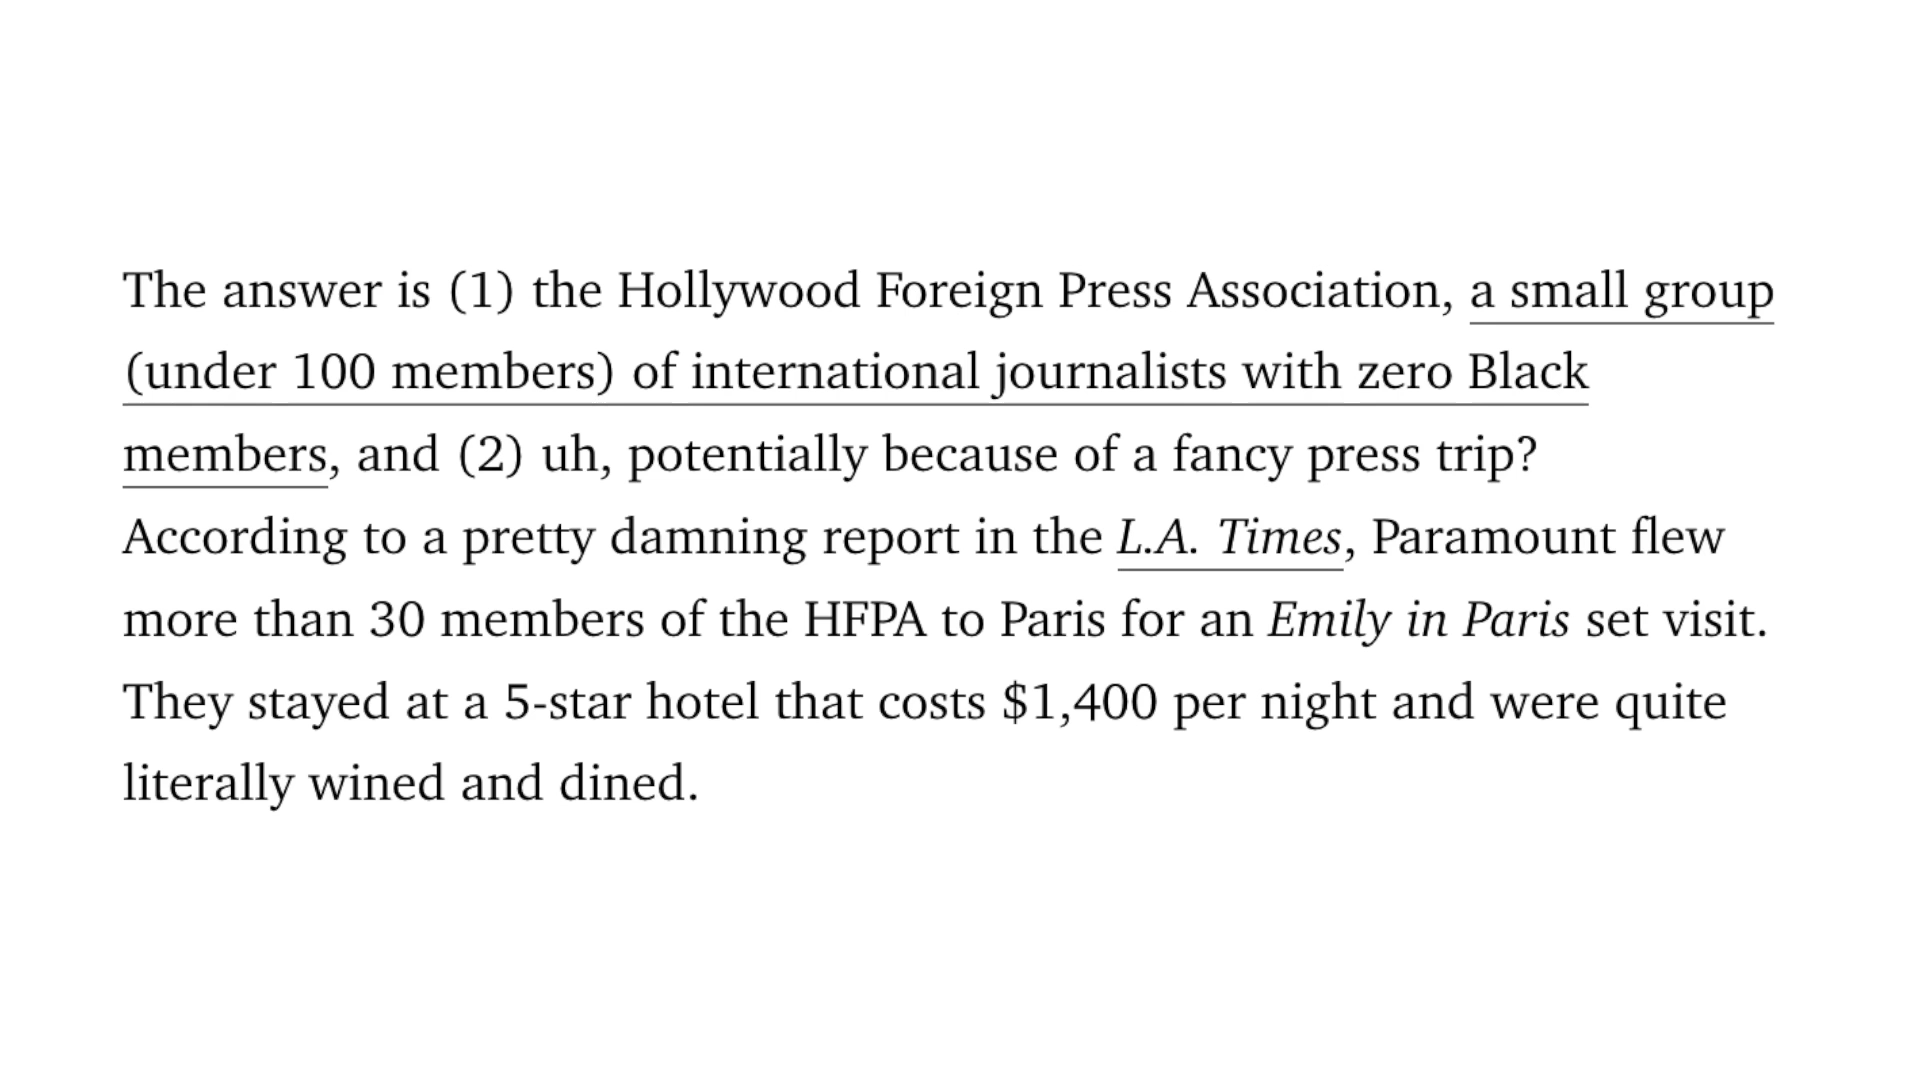 The answer is (1) the Hollywood Foreign Press Association, a small group
(under 100 members) of international journalists with zero Black
members, and (2) uh, potentially because of a fancy press trip?
According to a pretty damning report in the L.A. Times, Paramount flew
more than 30 members of the HFPA to Paris for an Emily in Paris set visit.
They stayed at a 5-star hotel that costs $1,400 per night and were quite
literally wined and dined.